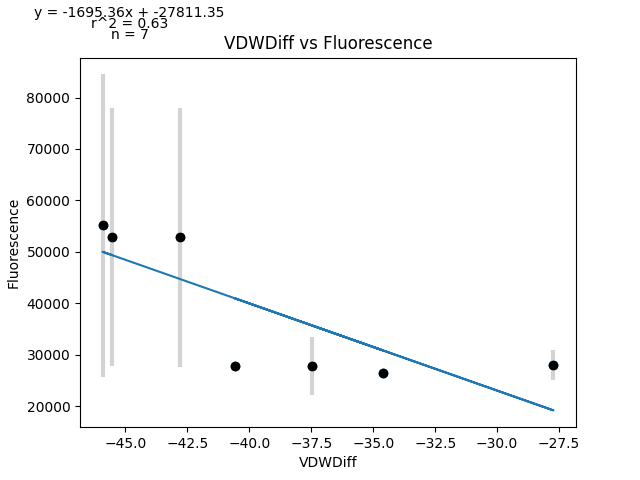 y = -1695.36x + -27811.35
r^2 = 0.63
n = 7
VDWDiff vs Fluorescence
80000
70000
60000
50000
40000
30000
20000
Fluorescence
−45.0 −42.5 −40.0 −37.5 −35.0 −32.5 −30.0 −27.5
VDWDiff